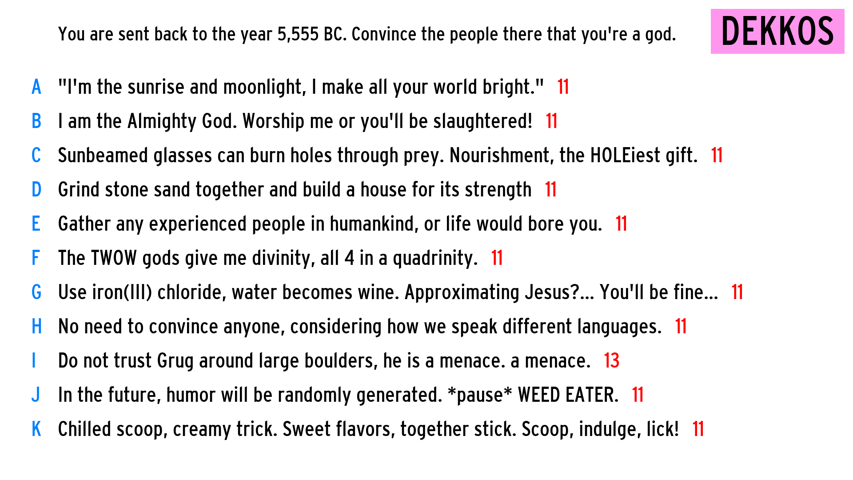 You are sent back to the year 5,555 BC. Convince the people there that you're a god.
DEKKOS
A "I'm the sunrise and moonlight, I make all your world bright." 11
B I am the Almighty God. Worship me or you'll be slaughtered! 11
C Sunbeamed glasses can burn holes through prey. Nourishment, the HOLEiest gift. 11
D Grind stone sand together and build a house for its strength 11
E Gather any experienced people in humankind, or life would bore you. 11
F The TWOW gods give me divinity, all 4 in a quadrinity. 11
G Use iron(III) chloride, water becomes wine. Approximating Jesus?... You'll be fine... 11
H No need to convince anyone, considering how we speak different languages. 11
I Do not trust Grug around large boulders, he is a menace. a menace. 13
J In the future, humor will be randomly generated. *pause* WEED EATER. 11
K Chilled scoop, creamy trick. Sweet flavors, together stick. Scoop, indulge, lick! 11